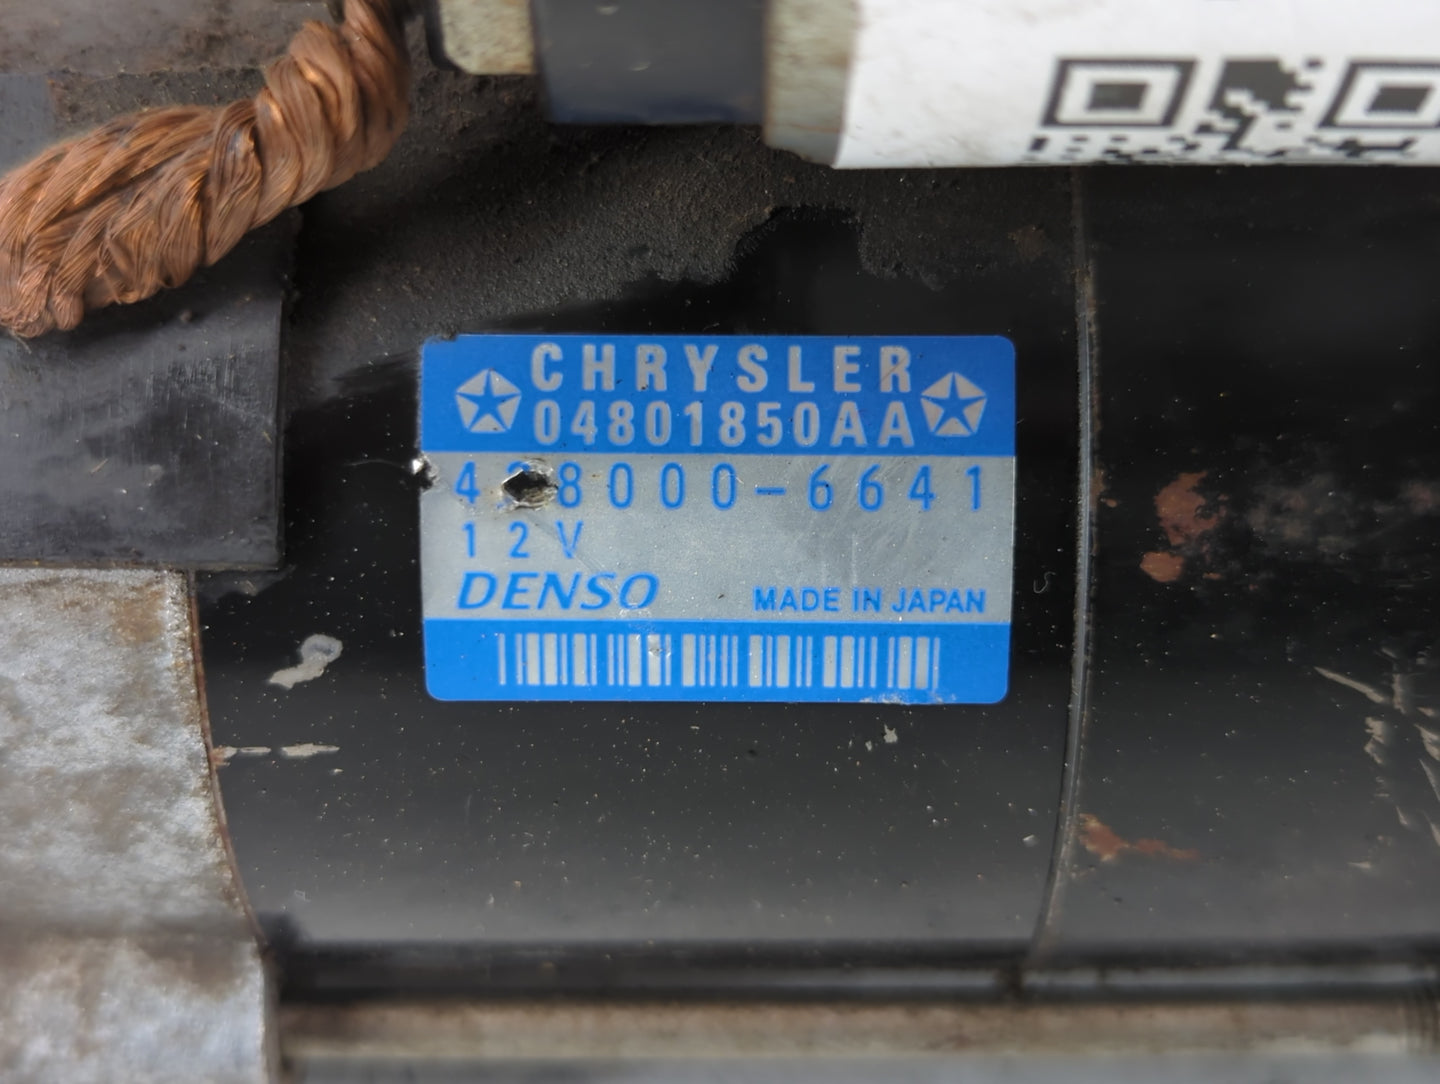 CHRYSLER
04801850AA
12V
DENSO
MADE IN JAPAN